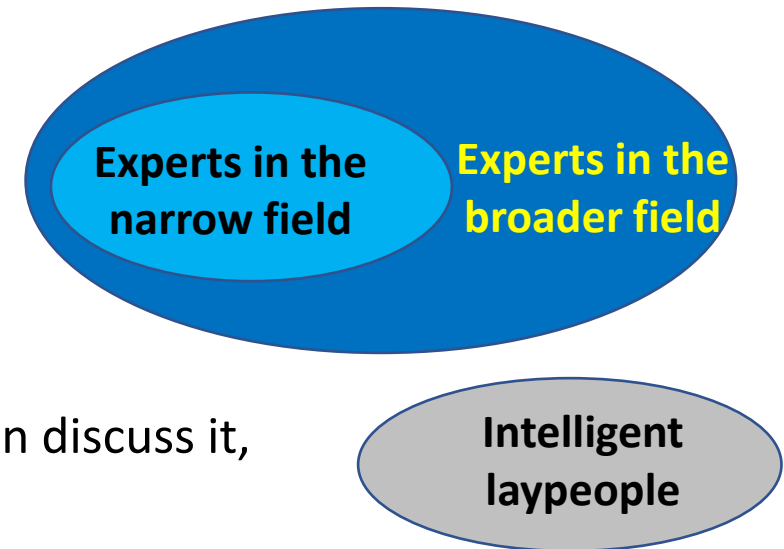 Experts in the
narrow field
Experts in the
broader field
n discuss it,
Intelligent
laypeople